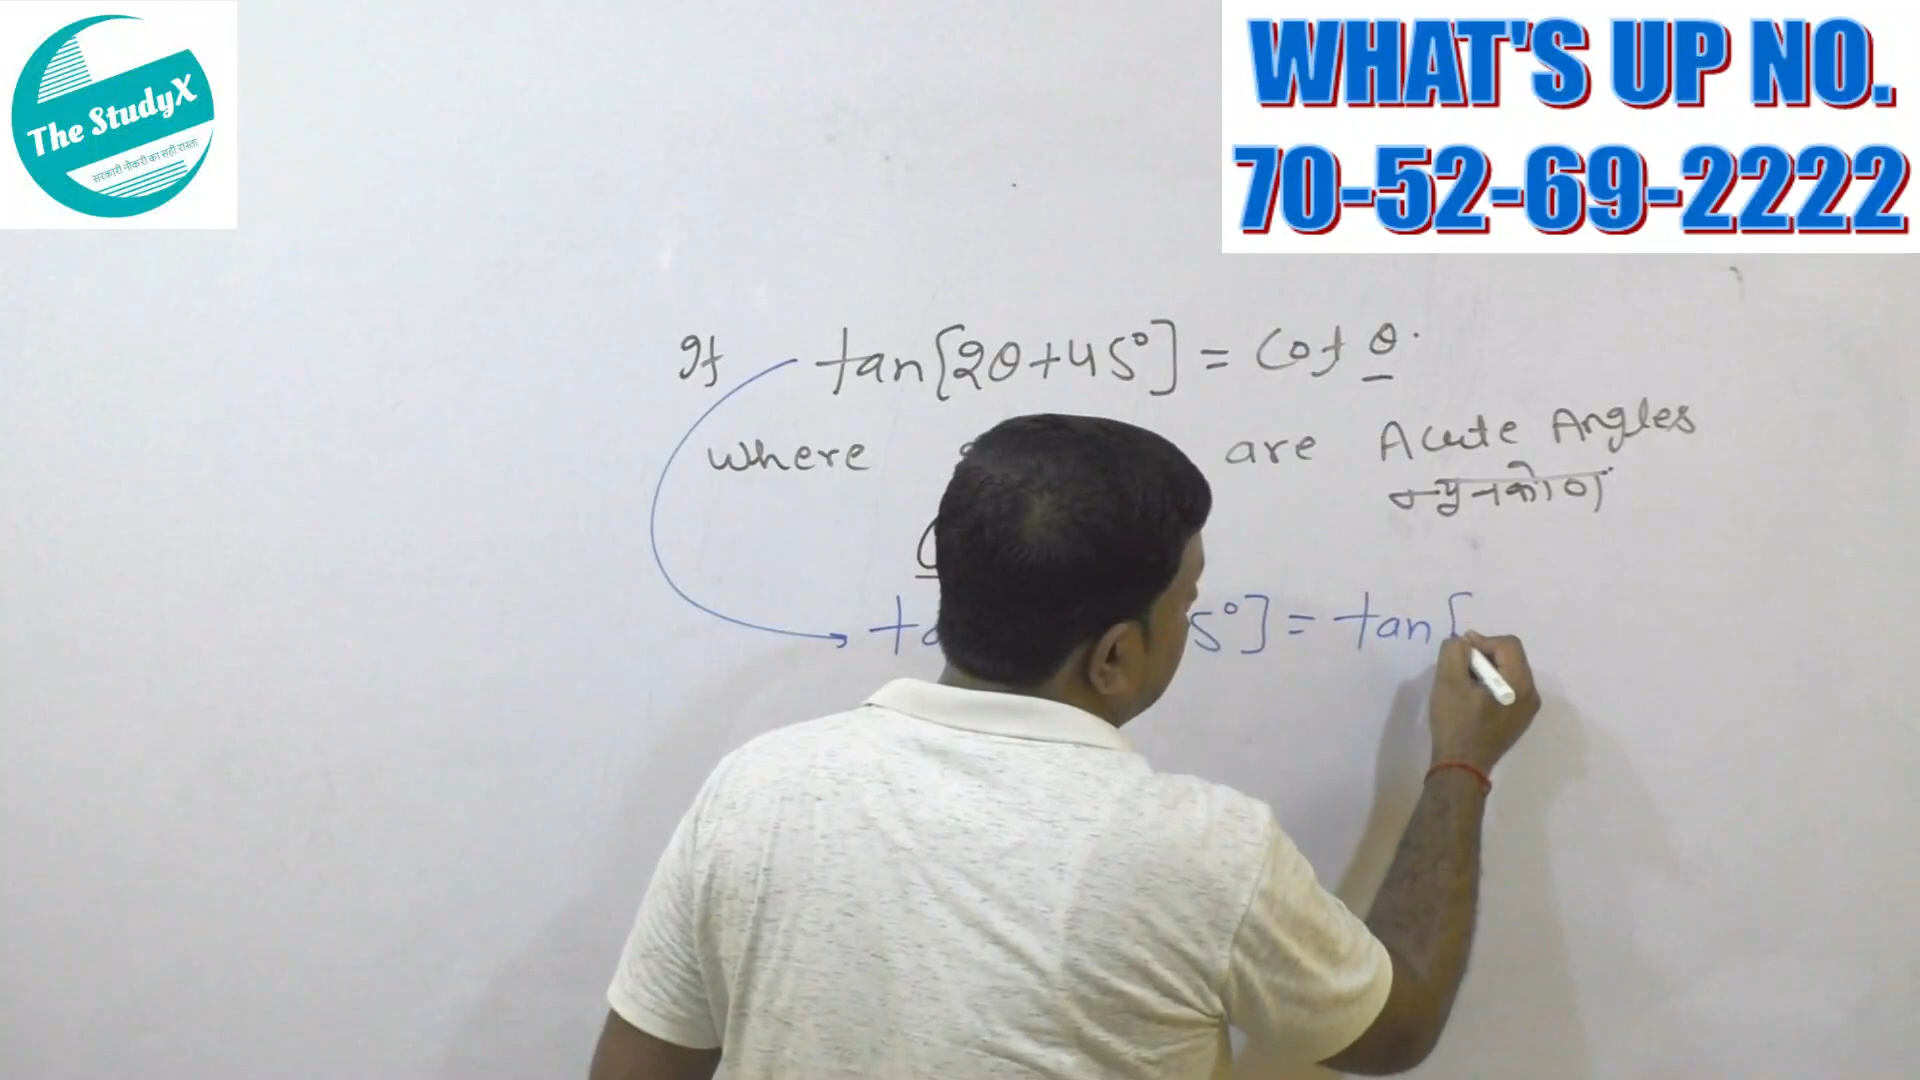 The StudyX
सरकारी नौकरी का सही रास्ता
WHAT'S UP NO.
70-52-69-2222
If tan[2θ+45°] = Cot θ.
where are Acute Angles
न्युनकोण
5°] = tan[